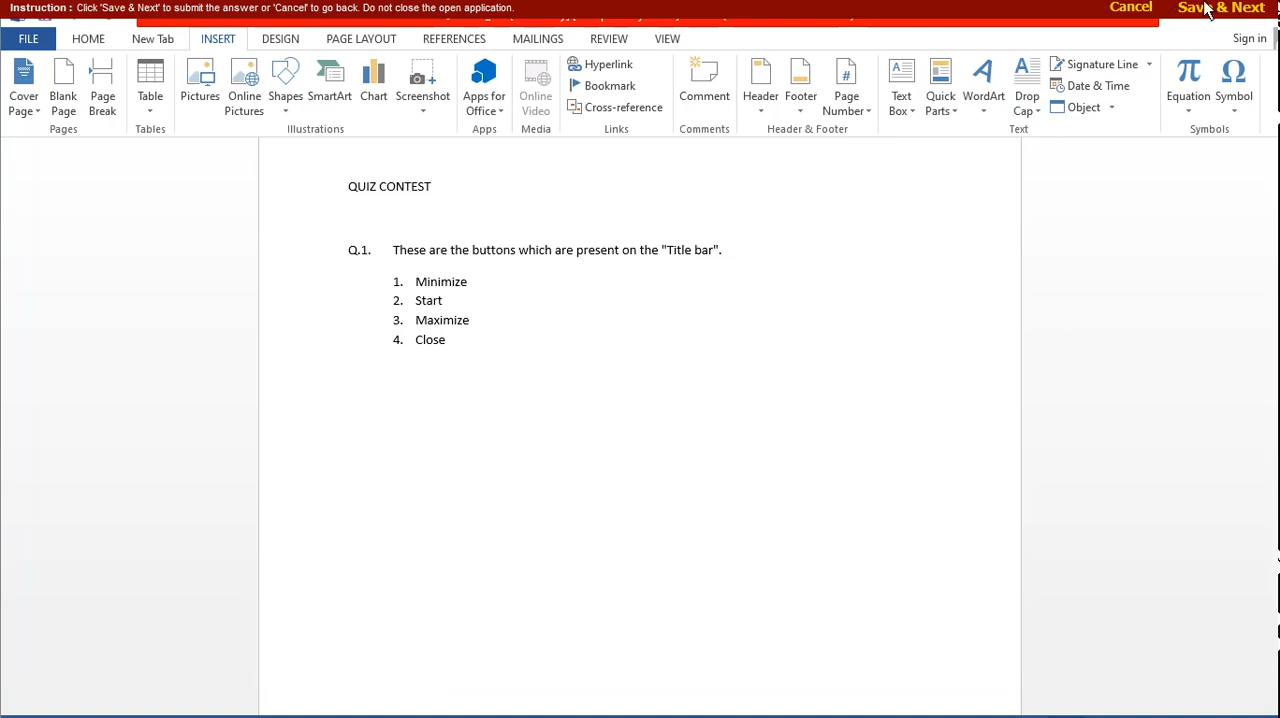 Instruction : Click 'Save & Next' to submit the answer or 'Cancel' to go back. Do not close the open application. Cancel Save & Next
FILE HOME New Tab INSERT DESIGN PAGE LAYOUT REFERENCES MAILINGS REVIEW VIEW Sign in
Cover Page
Blank Page
Page Break
Pages
Table
Tables
Pictures
Online Pictures
Shapes
SmartArt
Chart
Screenshot
Illustrations
Apps for Office
Apps
Online Video
Media
Hyperlink
Bookmark
Cross-reference
Links
Comment
Comments
Header
Footer
Page Number
Header & Footer
Text Box
Quick Parts
WordArt
Drop Cap
Signature Line
Date & Time
Object
Text
Equation
Symbol
Symbols
QUIZ CONTEST
Q.1. These are the buttons which are present on the "Title bar".
1. Minimize
2. Start
3. Maximize
4. Close